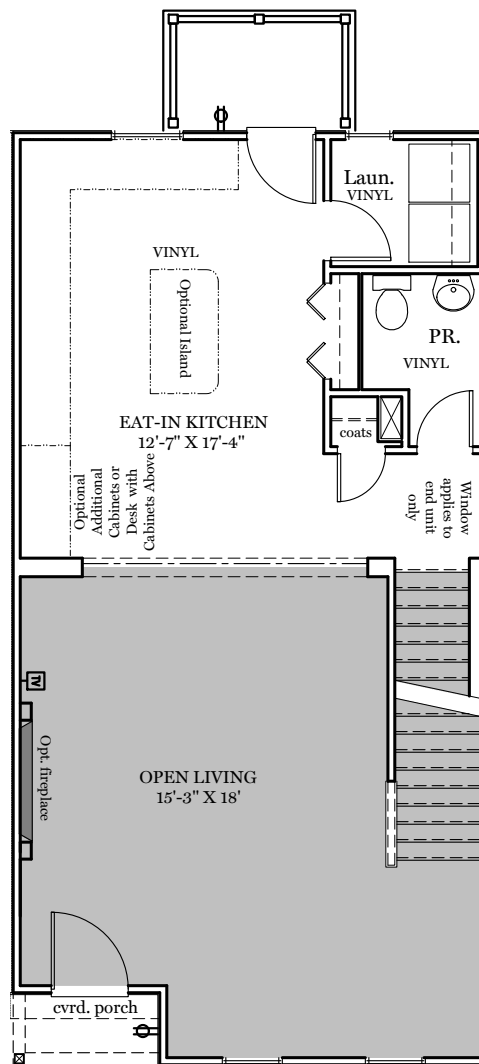 Laun.
VINYL
VINYL
Optional Island
PR.
VINYL
EAT-IN KITCHEN
12'-7" X 17'-4"
coats
Optional
Additional
Cabinets or
Desk with
Cabinets Above
Window
applies to
end unit
only
TV
Opt. fireplace
OPEN LIVING
15'-3" X 18'
cvrd. porch